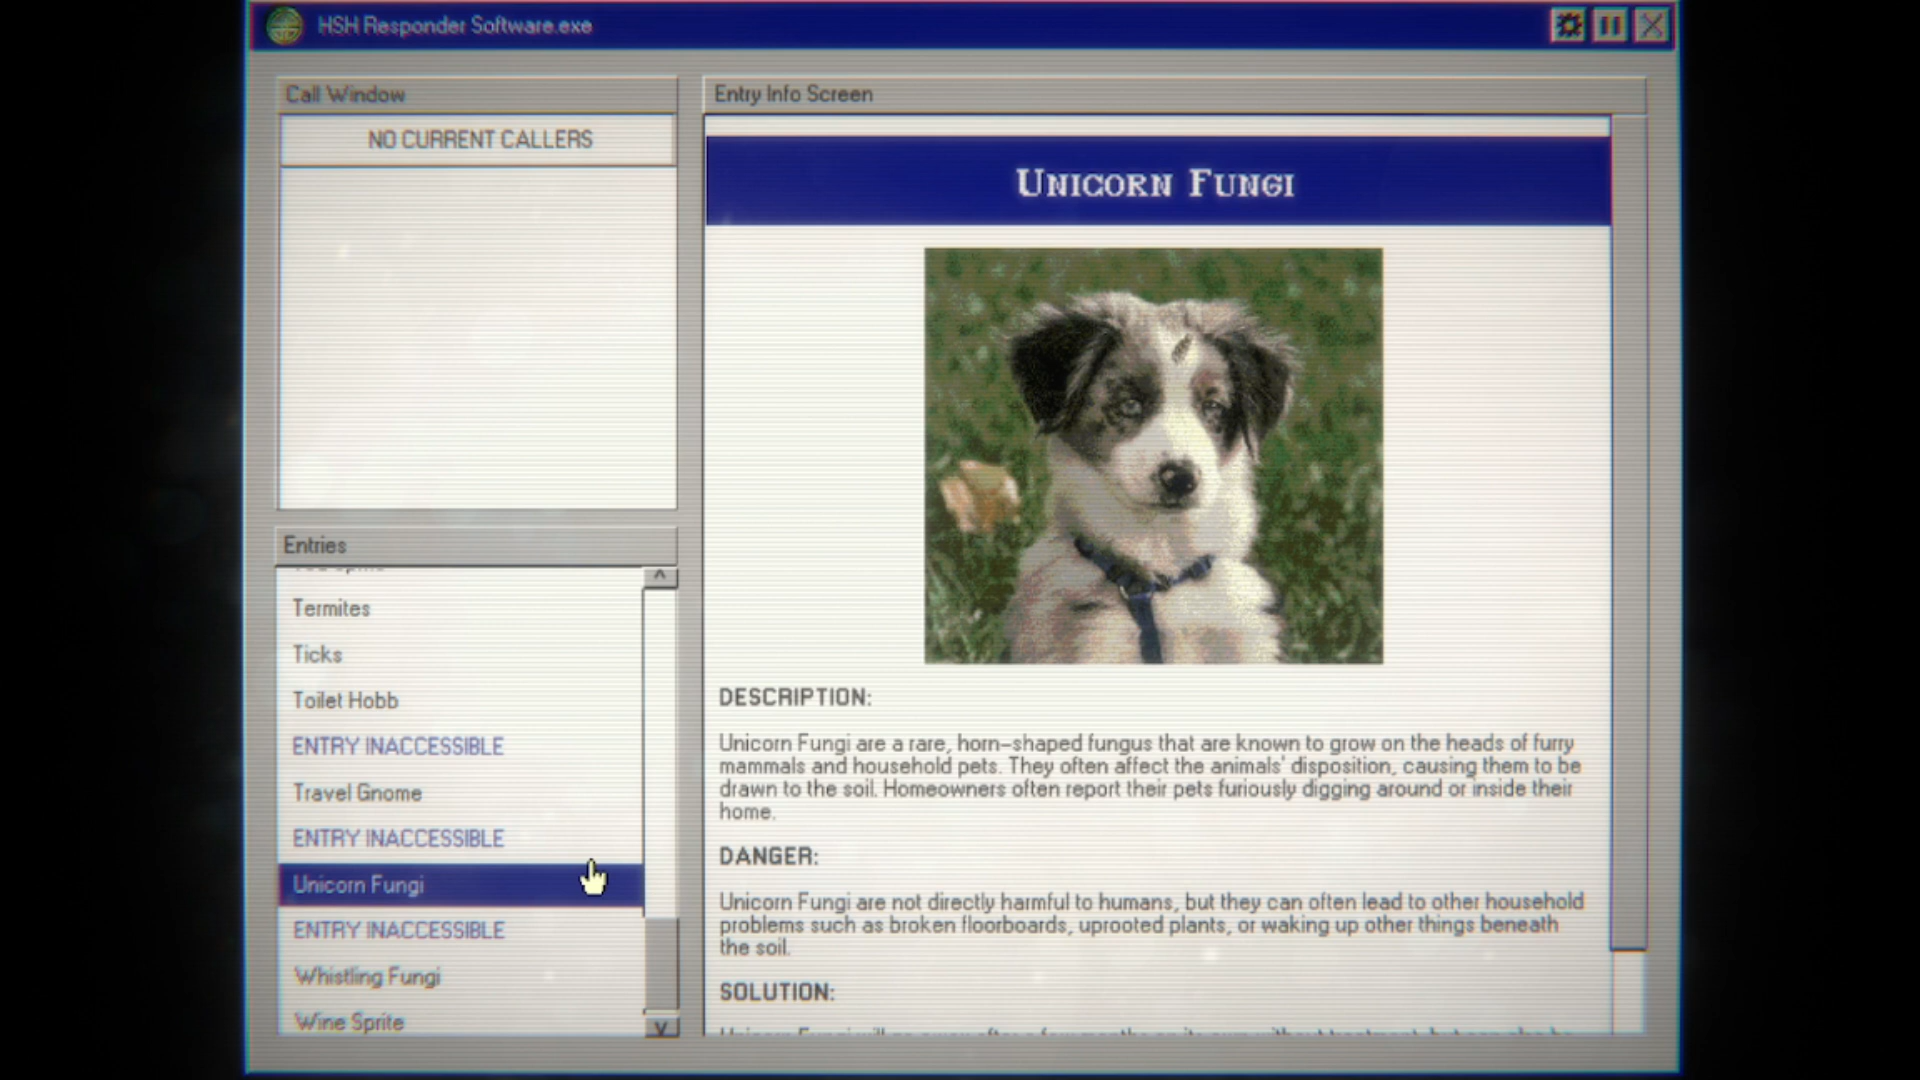 HSH Responder Software.exe
Call Window
NO CURRENT CALLERS
Entries
Termites
Ticks
Toilet Hobb
ENTRY INACCESSIBLE
Travel Gnome
ENTRY INACCESSIBLE
Unicorn Fungi
ENTRY INACCESSIBLE
Whistling Fungi
Wine Sprite
Entry Info Screen
UNICORN FUNGI
DESCRIPTION:
Unicorn Fungi are a rare, horn-shaped fungus that are known to grow on the heads of furry
mammals and household pets. They often affect the animals' disposition, causing them to be
drawn to the soil. Homeowners often report their pets furiously digging around or inside their
home.
DANGER:
Unicorn Fungi are not directly harmful to humans, but they can often lead to other household
problems such as broken floorboards, uprooted plants, or waking up other things beneath
the soil.
SOLUTION: